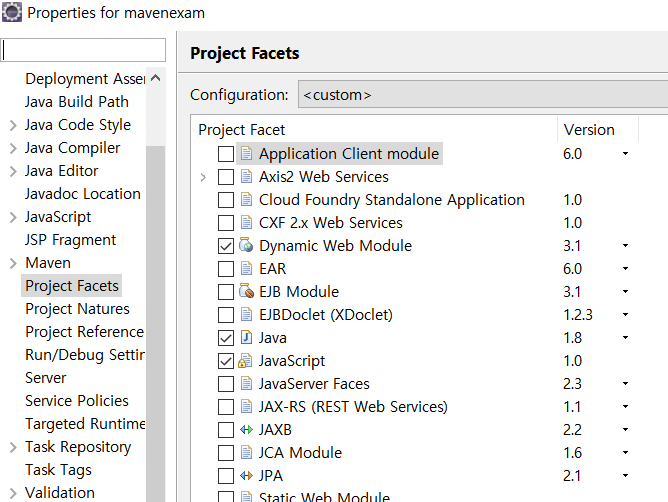 Properties for mavenexam
Deployment Asse
Java Build Path
Java Code Style
Java Compiler
Java Editor
Javadoc Location
JavaScript
JSP Fragment
Maven
Project Facets
Project Natures
Project Reference
Run/Debug Settin
Server
Service Policies
Targeted Runtime
Task Repository
Task Tags
Validation
Project Facets
Configuration: <custom>
Project Facet Version
Application Client module 6.0
Axis2 Web Services
Cloud Foundry Standalone Application 1.0
CXF 2.x Web Services 1.0
Dynamic Web Module 3.1
EAR 6.0
EJB Module 3.1
EJBDoclet (XDoclet) 1.2.3
Java 1.8
JavaScript 1.0
JavaServer Faces 2.3
JAX-RS (REST Web Services) 1.1
JAXB 2.2
JCA Module 1.6
JPA 2.1
Static Web Module